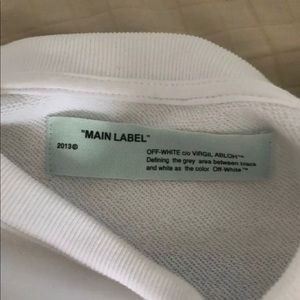 "MAIN LABEL"
2013©
OFF-WHITE c/o VIRGIL ABLOH™
Defining the grey area between black
and white as the color Off-White™